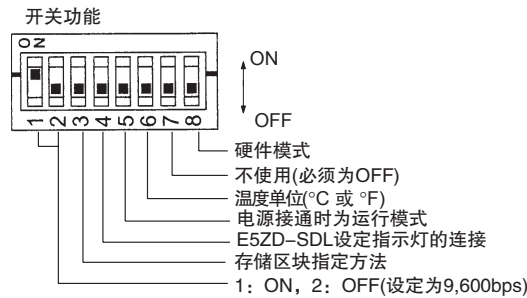 开关功能
ON
ON
OFF
1 2 3 4 5 6 7 8
硬件模式
不使用(必须为OFF)
温度单位(°C 或 °F)
电源接通时为运行模式
E5ZD–SDL设定指示灯的连接
存储区块指定方法
1：ON，2：OFF(设定为9,600bps)